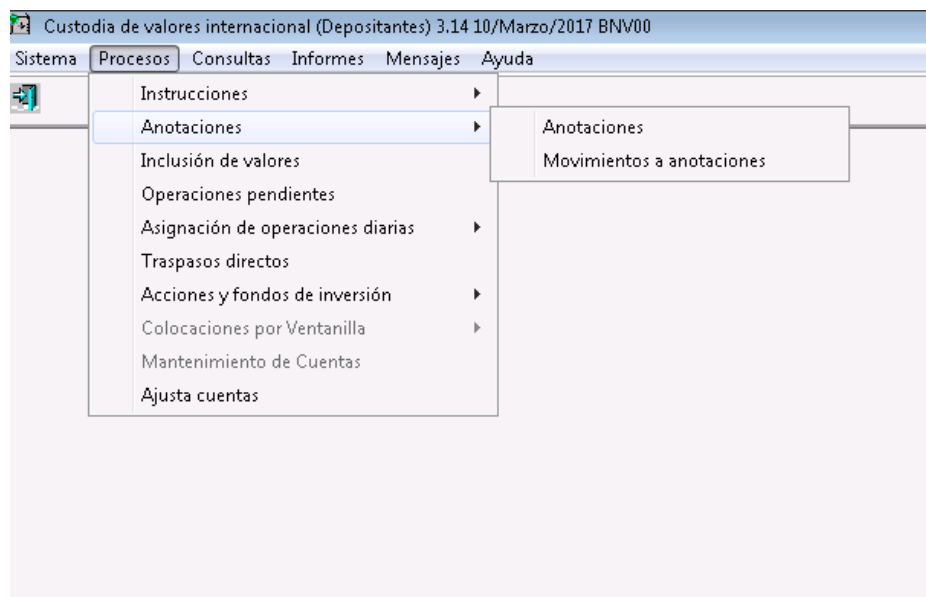 Custodia de valores internacional (Depositantes) 3.14 10/Marzo/2017 BNV00
Sistema Procesos Consultas Informes Mensajes Ayuda
Instrucciones
Anotaciones
Anotaciones
Movimientos a anotaciones
Inclusión de valores
Operaciones pendientes
Asignación de operaciones diarias
Traspasos directos
Acciones y fondos de inversión
Colocaciones por Ventanilla
Mantenimiento de Cuentas
Ajusta cuentas